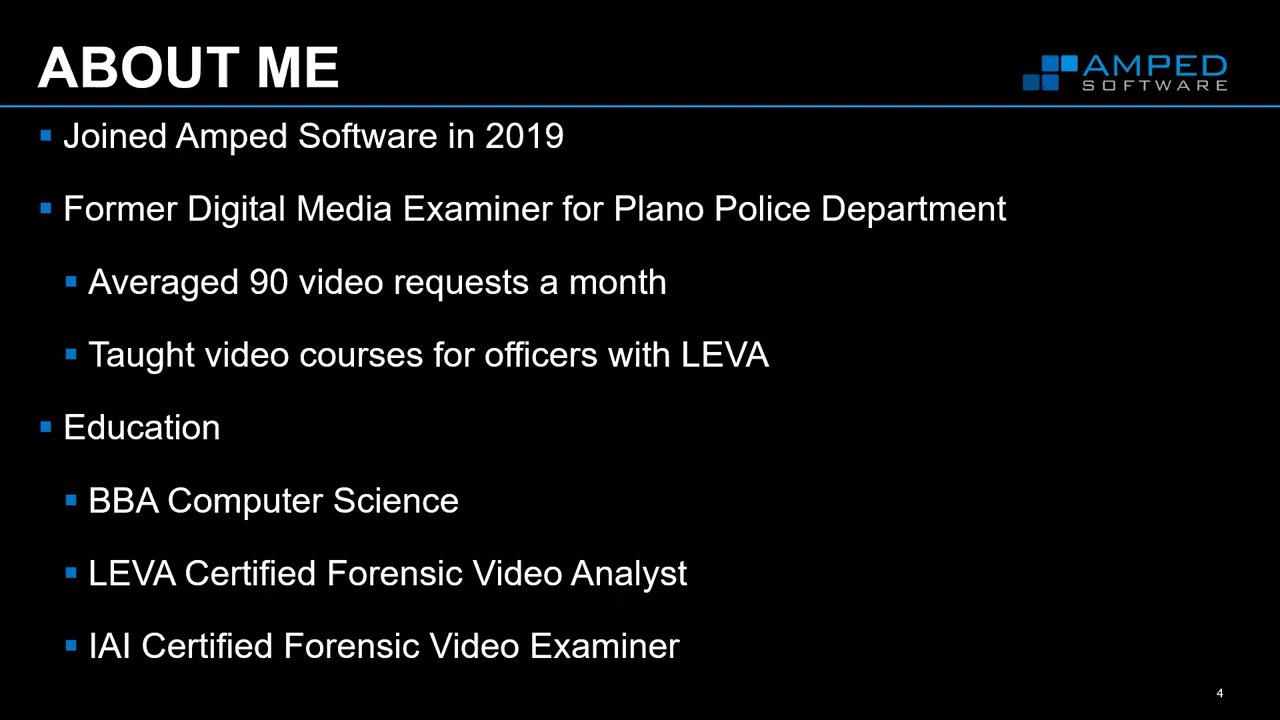 ABOUT ME
AMPED
SOFTWARE
Joined Amped Software in 2019
Former Digital Media Examiner for Plano Police Department
Averaged 90 video requests a month
Taught video courses for officers with LEVA
Education
BBA Computer Science
LEVA Certified Forensic Video Analyst
IAI Certified Forensic Video Examiner
4